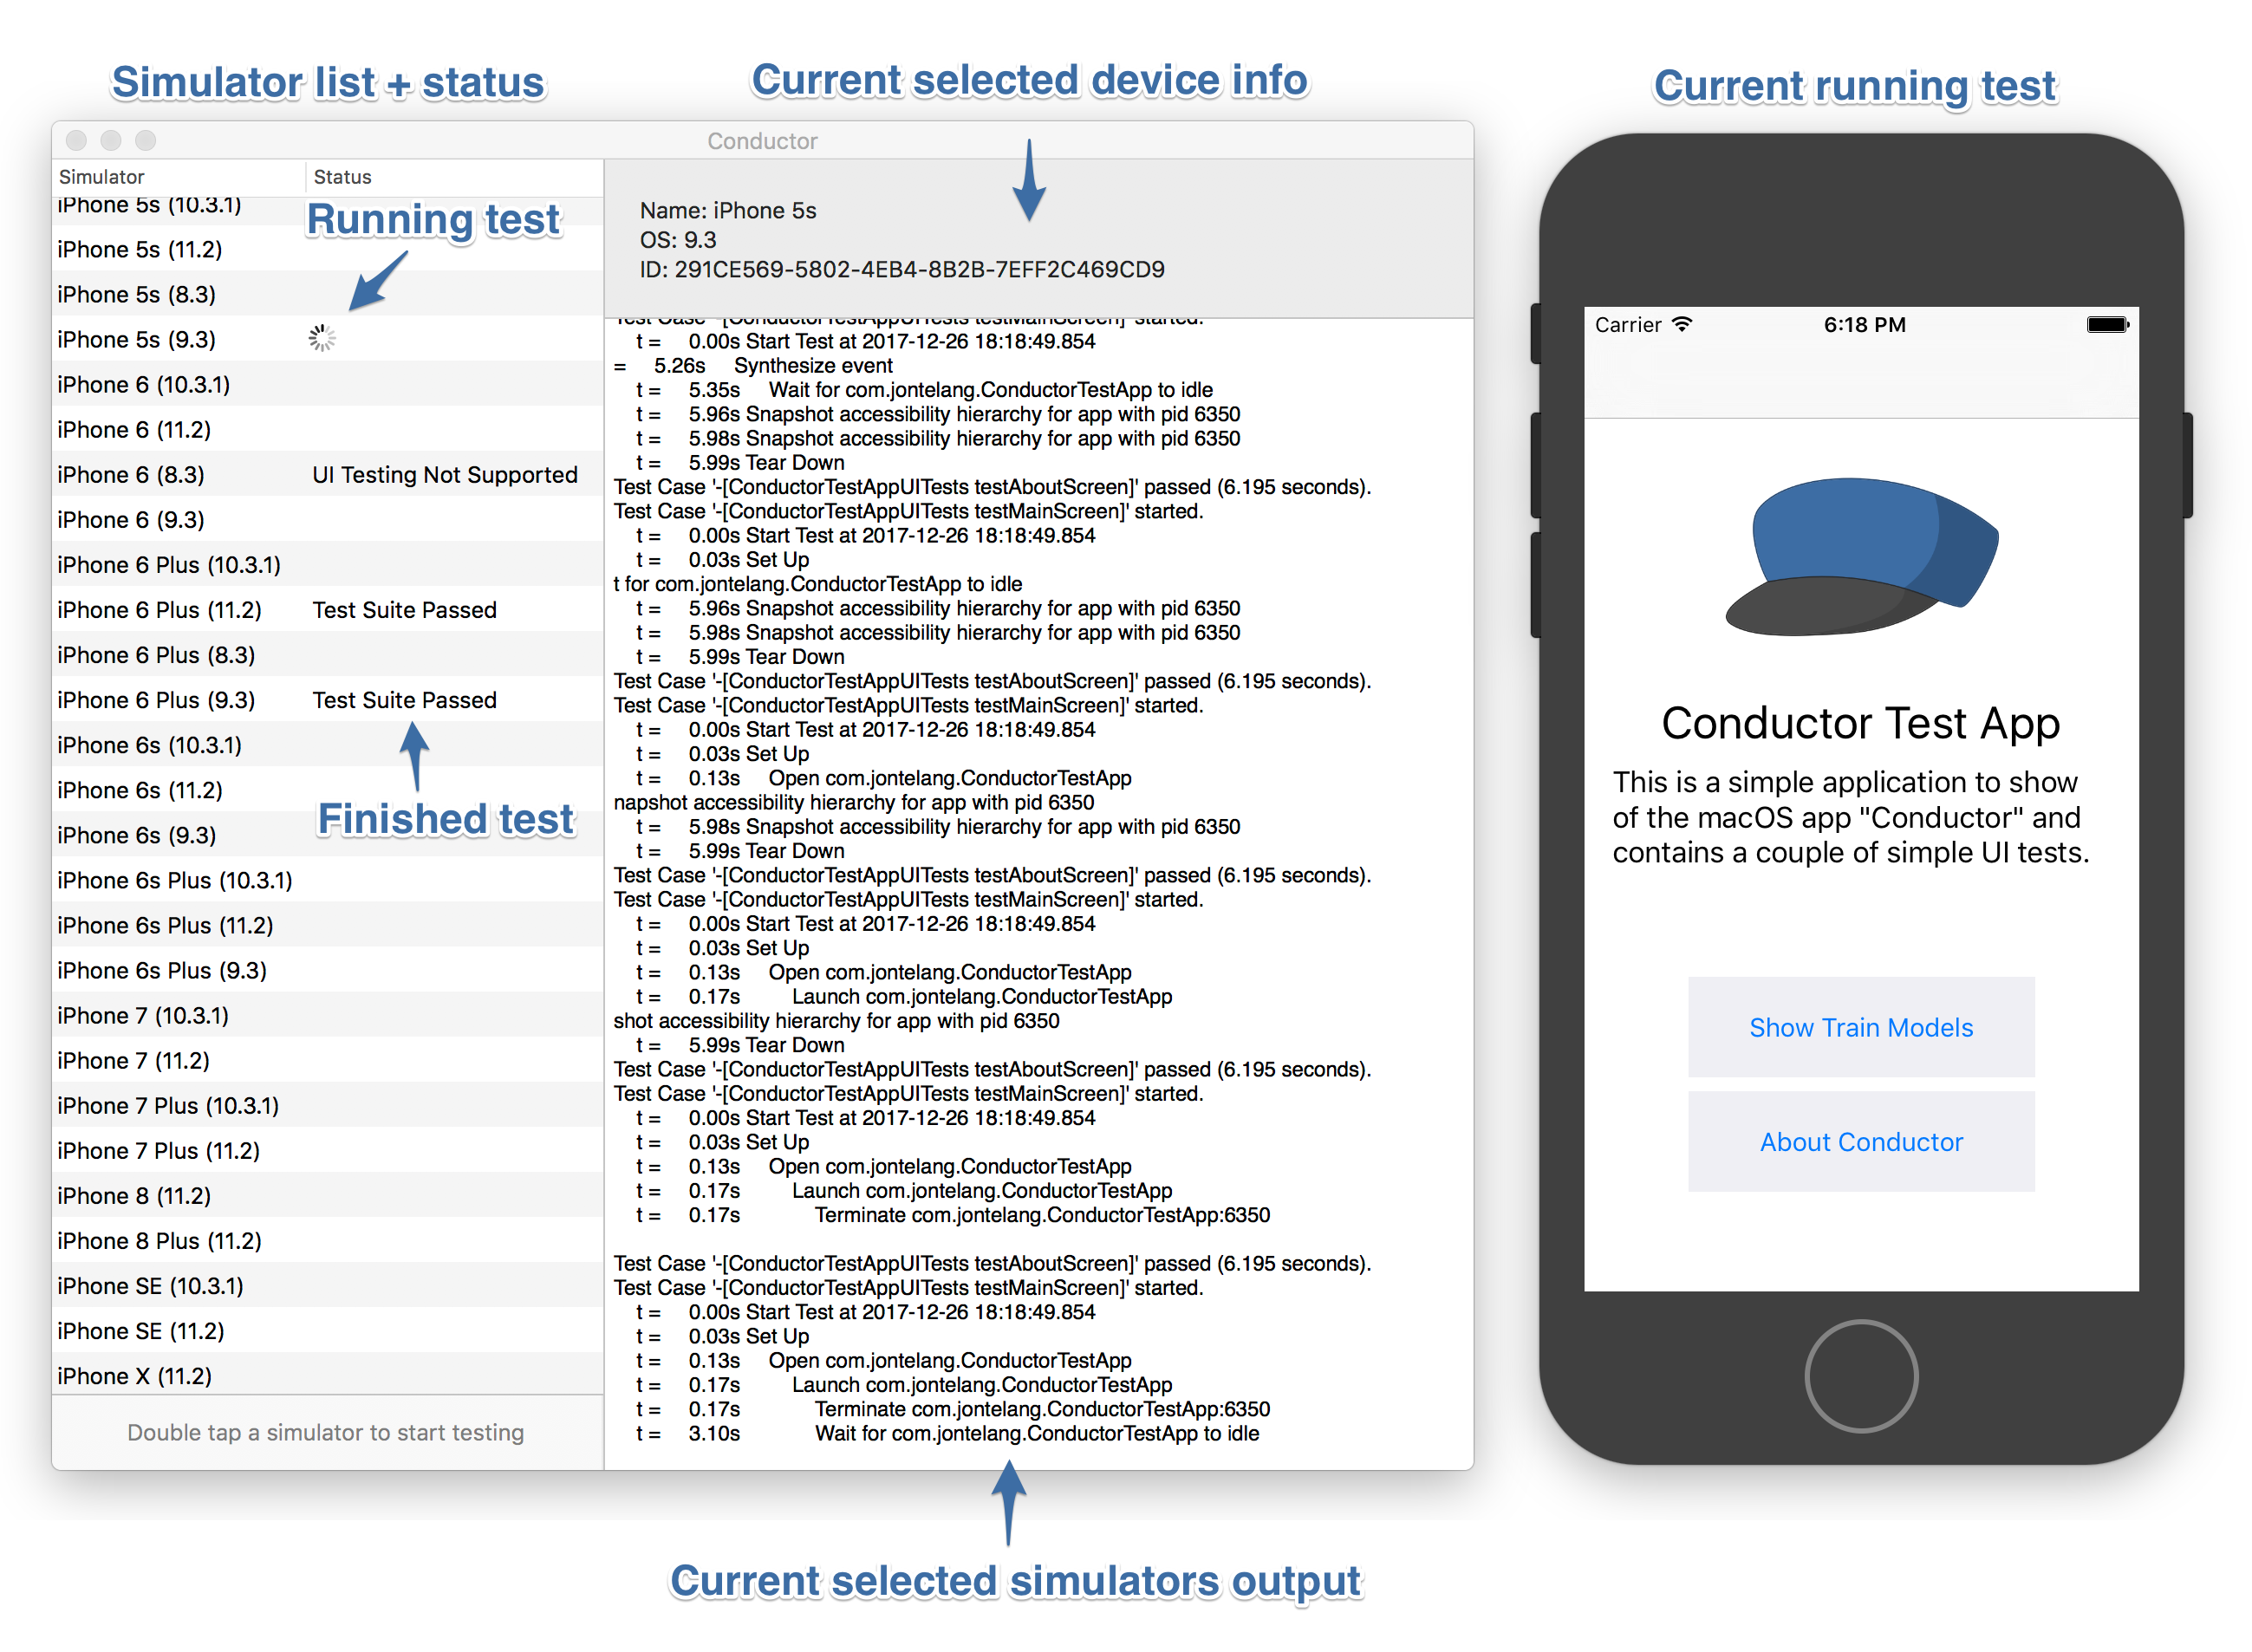 Simulator list + status
Current selected device info
Current running test
Conductor
Simulator Status
iPhone 5s (10.3.1)
Running test
iPhone 5s (11.2)
iPhone 5s (8.3)
iPhone 5s (9.3)
iPhone 6 (10.3.1)
iPhone 6 (11.2)
iPhone 6 (8.3) UI Testing Not Supported
iPhone 6 (9.3)
iPhone 6 Plus (10.3.1)
iPhone 6 Plus (11.2) Test Suite Passed
iPhone 6 Plus (8.3)
iPhone 6 Plus (9.3) Test Suite Passed
iPhone 6s (10.3.1)
iPhone 6s (11.2)
Finished test
iPhone 6s (9.3)
iPhone 6s Plus (10.3.1)
iPhone 6s Plus (11.2)
iPhone 6s Plus (9.3)
iPhone 7 (10.3.1)
iPhone 7 (11.2)
iPhone 7 Plus (10.3.1)
iPhone 7 Plus (11.2)
iPhone 8 (11.2)
iPhone 8 Plus (11.2)
iPhone SE (10.3.1)
iPhone SE (11.2)
iPhone X (11.2)
Double tap a simulator to start testing
Name: iPhone 5s
OS: 9.3
ID: 291CE569-5802-4EB4-8B2B-7EFF2C469CD9
Test Case '-[ConductorTestAppUITests testMainScreen]' started.
t = 0.00s Start Test at 2017-12-26 18:18:49.854
= 5.26s Synthesize event
t = 5.35s Wait for com.jontelang.ConductorTestApp to idle
t = 5.96s Snapshot accessibility hierarchy for app with pid 6350
t = 5.98s Snapshot accessibility hierarchy for app with pid 6350
t = 5.99s Tear Down
Test Case '-[ConductorTestAppUITests testAboutScreen]' passed (6.195 seconds).
Test Case '-[ConductorTestAppUITests testMainScreen]' started.
t = 0.00s Start Test at 2017-12-26 18:18:49.854
t = 0.03s Set Up
t for com.jontelang.ConductorTestApp to idle
t = 5.96s Snapshot accessibility hierarchy for app with pid 6350
t = 5.98s Snapshot accessibility hierarchy for app with pid 6350
t = 5.99s Tear Down
Test Case '-[ConductorTestAppUITests testAboutScreen]' passed (6.195 seconds).
Test Case '-[ConductorTestAppUITests testMainScreen]' started.
t = 0.00s Start Test at 2017-12-26 18:18:49.854
t = 0.03s Set Up
t = 0.13s Open com.jontelang.ConductorTestApp
napshot accessibility hierarchy for app with pid 6350
t = 5.98s Snapshot accessibility hierarchy for app with pid 6350
t = 5.99s Tear Down
Test Case '-[ConductorTestAppUITests testAboutScreen]' passed (6.195 seconds).
Test Case '-[ConductorTestAppUITests testMainScreen]' started.
t = 0.00s Start Test at 2017-12-26 18:18:49.854
t = 0.03s Set Up
t = 0.13s Open com.jontelang.ConductorTestApp
t = 0.17s Launch com.jontelang.ConductorTestApp
shot accessibility hierarchy for app with pid 6350
t = 5.99s Tear Down
Test Case '-[ConductorTestAppUITests testAboutScreen]' passed (6.195 seconds).
Test Case '-[ConductorTestAppUITests testMainScreen]' started.
t = 0.00s Start Test at 2017-12-26 18:18:49.854
t = 0.03s Set Up
t = 0.13s Open com.jontelang.ConductorTestApp
t = 0.17s Launch com.jontelang.ConductorTestApp
t = 0.17s Terminate com.jontelang.ConductorTestApp:6350
Test Case '-[ConductorTestAppUITests testAboutScreen]' passed (6.195 seconds).
Test Case '-[ConductorTestAppUITests testMainScreen]' started.
t = 0.00s Start Test at 2017-12-26 18:18:49.854
t = 0.03s Set Up
t = 0.13s Open com.jontelang.ConductorTestApp
t = 0.17s Launch com.jontelang.ConductorTestApp
t = 0.17s Terminate com.jontelang.ConductorTestApp:6350
t = 3.10s Wait for com.jontelang.ConductorTestApp to idle
Current selected simulators output
Carrier 6:18 PM
Conductor Test App
This is a simple application to show
of the macOS app "Conductor" and
contains a couple of simple UI tests.
Show Train Models
About Conductor